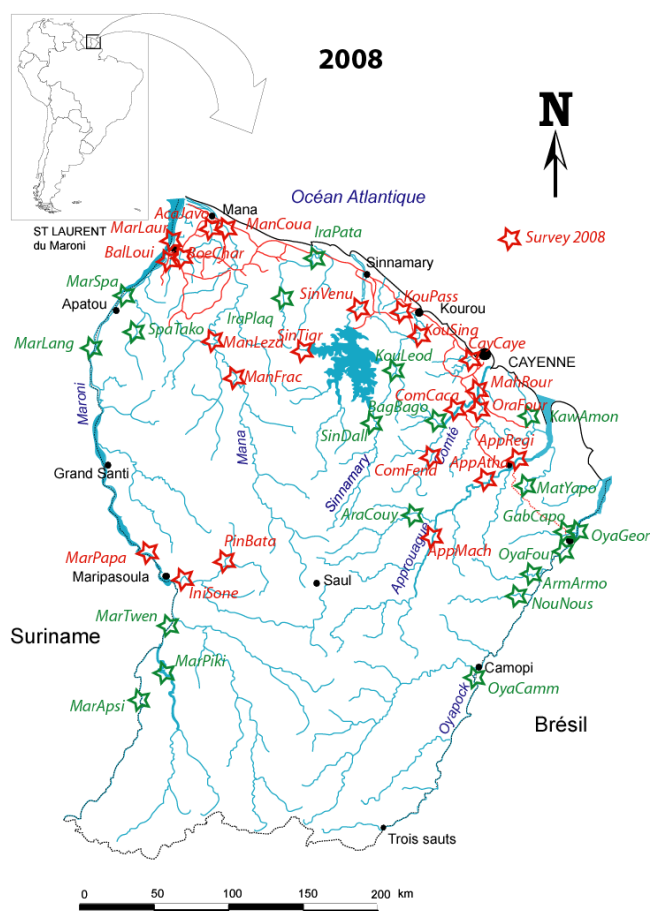 2008
N
Océan Atlantique
AcaJavo
Mana
ManCoua
MarLaur
ST LAURENT
du Maroni
BalLoui
RoeChar
IraPata
Survey 2008
Sinnamary
MarSpa
Apatou
SinVenu
KouPass
Kourou
IraPlaq
SpaTako
MarLang
ManLeza
SinTigr
KouSing
CayCaye
CAYENNE
KouLeod
ManFrac
ManRour
ComCaca
OraFour
BagBago
KawAmon
Maroni
Mana
SinDall
Comté
AppRegi
Sinnamary
ComFend
AppAtha
Grand Santi
MatYapo
AraCouy
GabCapo
OyaGeor
AppMach
OyaFour
Approuague
MarPapa
PinBata
Maripasoula
IniSone
Saul
ArmArmo
NouNous
MarTwen
Suriname
MarPiki
Camopi
OyaCamm
MarApsi
Oyapock
Brésil
Trois sauts
0 50 100 150 200 km